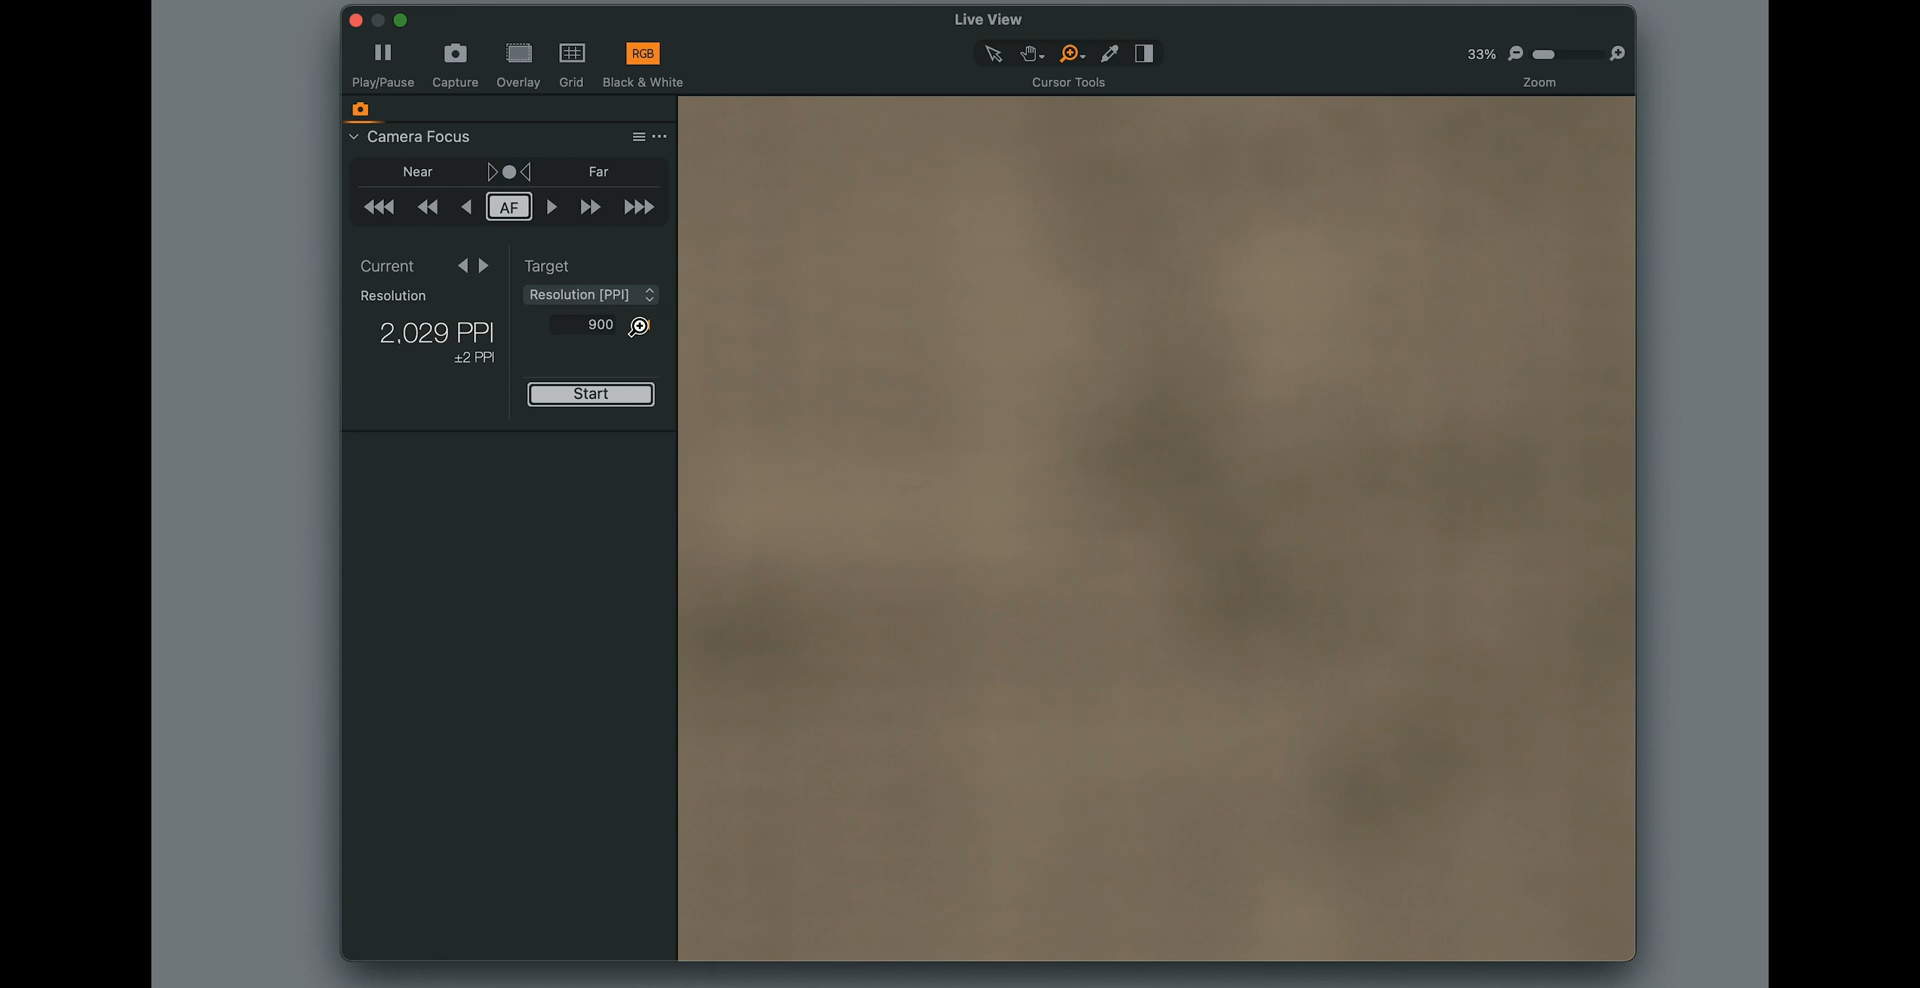 Live View
RGB
Play/Pause
Capture
Overlay
Grid
Black & White
Cursor Tools
33%
Zoom
Camera Focus
Near
Far
AF
Current
Target
Resolution
Resolution [PPI]
2,029 PPI
±2 PPI
900
Start